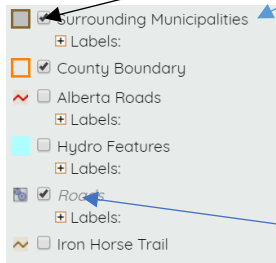 Surrounding Municipalities
Labels:
County Boundary
Alberta Roads
Labels:
Hydro Features
Labels:
Roads
Labels:
Iron Horse Trail